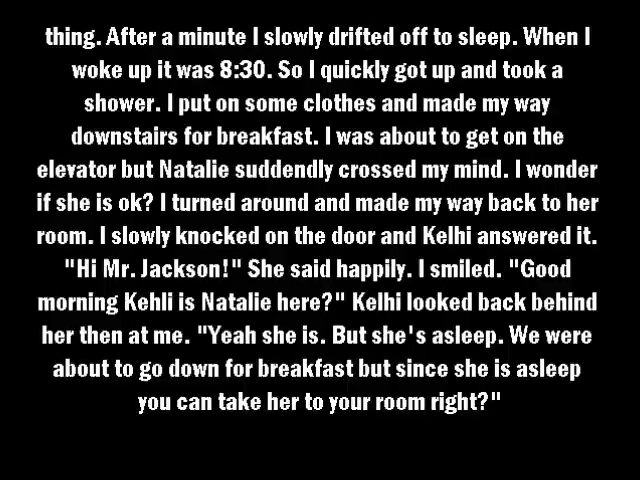 thing. After a minute I slowly drifted off to sleep. When I
woke up it was 8:30. So I quickly got up and took a
shower. I put on some clothes and made my way
downstairs for breakfast. I was about to get on the
elevator but Natalie suddendly crossed my mind. I wonder
if she is ok? I turned around and made my way back to her
room. I slowly knocked on the door and Kelhi answered it.
"Hi Mr. Jackson!" She said happily. I smiled. "Good
morning Kehli is Natalie here?" Kelhi looked back behind
her then at me. "Yeah she is. But she's asleep. We were
about to go down for breakfast but since she is asleep
you can take her to your room right?"